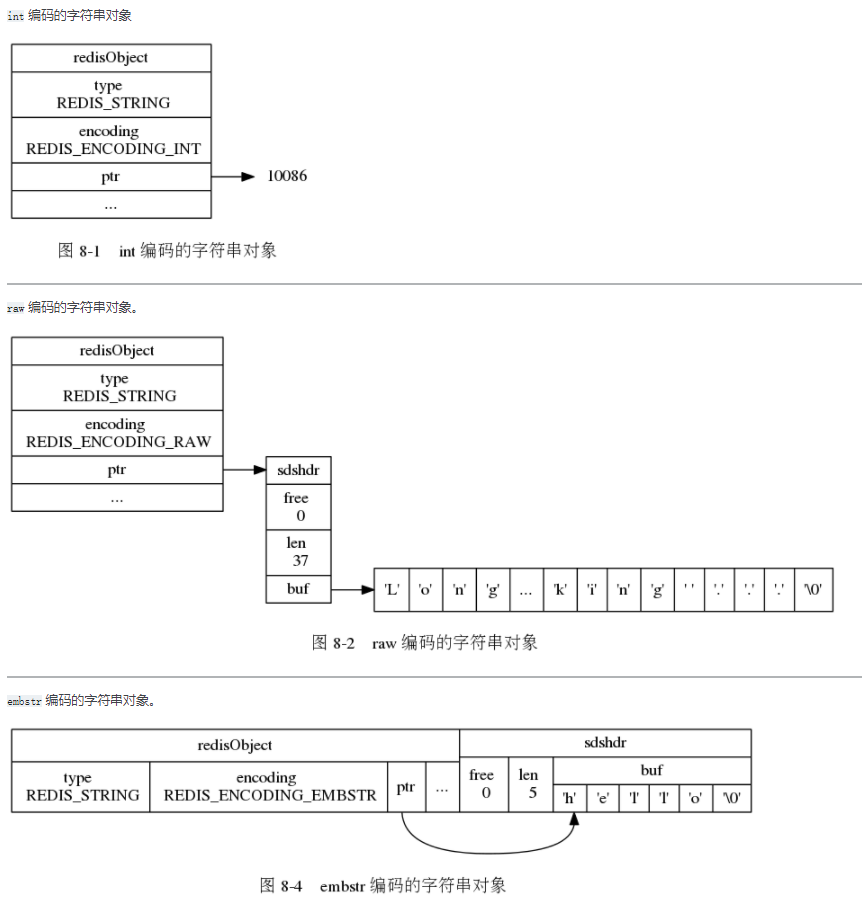 int 编码的字符串对象
redisObject
type
REDIS_STRING
encoding
REDIS_ENCODING_INT
ptr
10086
...
图 8-1 int 编码的字符串对象
raw 编码的字符串对象。
redisObject
type
REDIS_STRING
encoding
REDIS_ENCODING_RAW
ptr
...
sdshdr
free
0
len
37
buf
'L' 'o' 'n' 'g' ... 'k' 'i' 'n' 'g' ' ' '.' '.' '.' '\0'
图 8-2 raw 编码的字符串对象
embstr 编码的字符串对象。
redisObject
sdshdr
type
REDIS_STRING
encoding
REDIS_ENCODING_EMBSTR
ptr
...
free
0
len
5
buf
'h' 'e' 'l' 'l' 'o' '\0'
图 8-4 embstr 编码的字符串对象